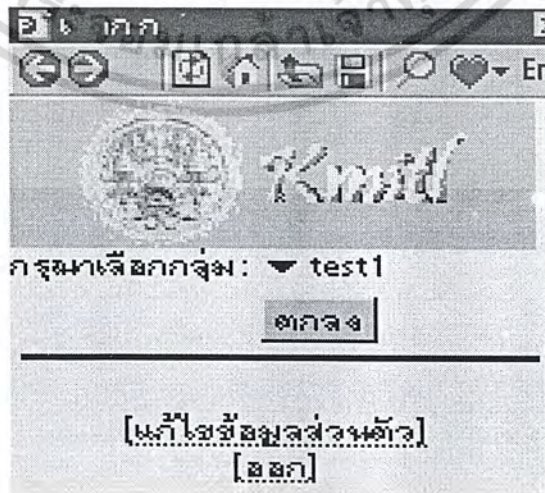 En
Kmitl
กรุณาเลือกกลุ่ม: test1
ตกลง
[แก้ไขข้อมูลส่วนตัว]
[ออก]